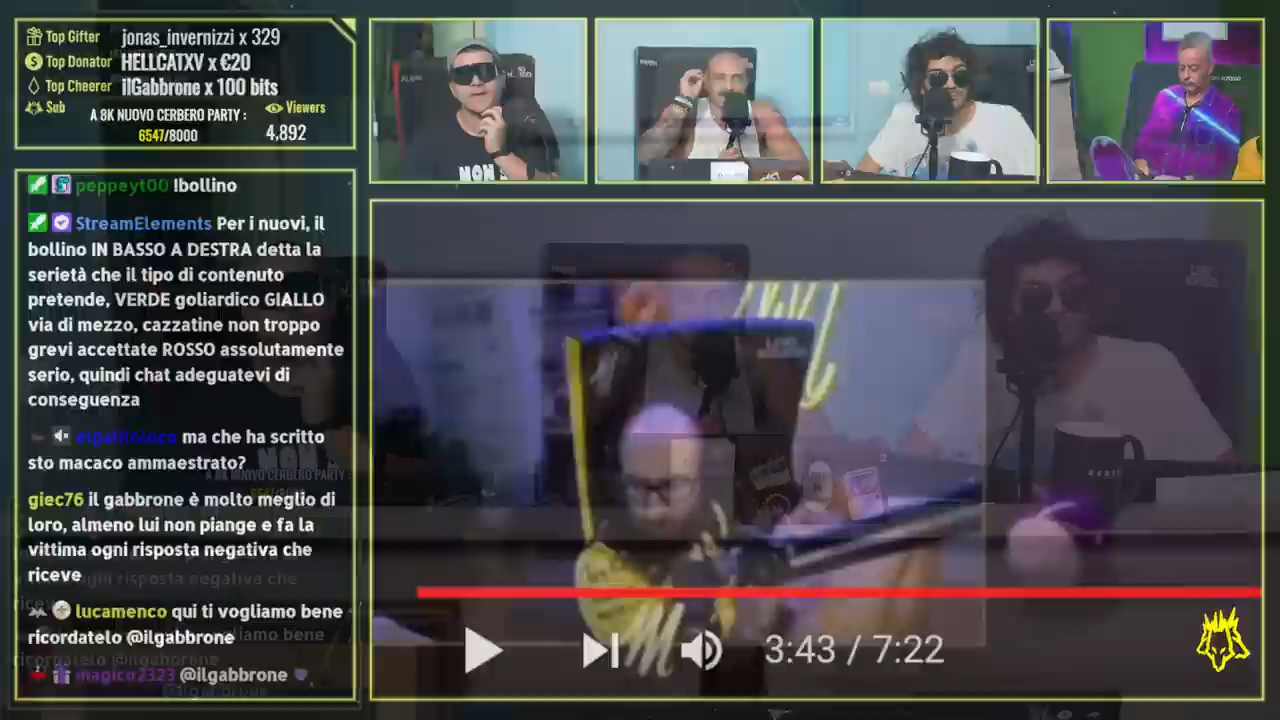 Top Gifter jonas_invernizzi x 329
Top Donator HELLCATXV x €20
Top Cheerer ilGabbrone x 100 bits
Sub A 8K NUOVO CERBERO PARTY :
6547/8000
Viewers
4,892
peppeyt00 !bollino
StreamElements Per i nuovi, il
bollino IN BASSO A DESTRA detta la
serietà che il tipo di contenuto
pretende, VERDE goliardico GIALLO
via di mezzo, cazzatine non troppo
grevi accettate ROSSO assolutamente
serio, quindi chat adeguatevi di
conseguenza
ma che ha scritto
sto macaco ammaestrato?
giec76 il gabbrone è molto meglio di
loro, almeno lui non piange e fa la
vittima ogni risposta negativa che
riceve
lucamenco qui ti vogliamo bene
ricordatelo @ilgabbrone
magico2323 @ilgabbrone
NON
3:43 / 7:22